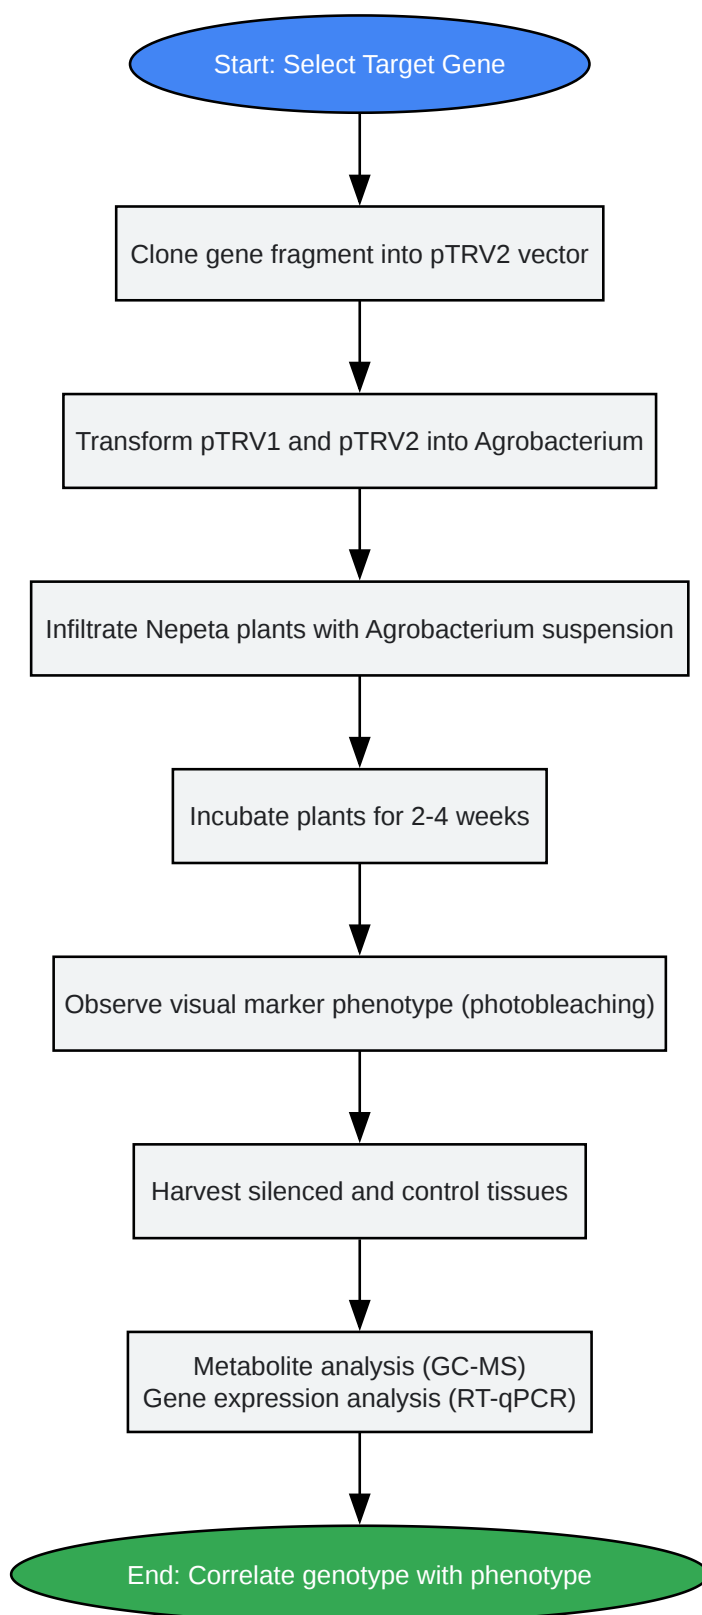 Start: Select Target Gene
Clone gene fragment into pTRV2 vector
Transform pTRV1 and pTRV2 into Agrobacterium
Infiltrate Nepeta plants with Agrobacterium suspension
Incubate plants for 2-4 weeks
Observe visual marker phenotype (photobleaching)
Harvest silenced and control tissues
Metabolite analysis (GC-MS)
Gene expression analysis (RT-qPCR)
End: Correlate genotype with phenotype